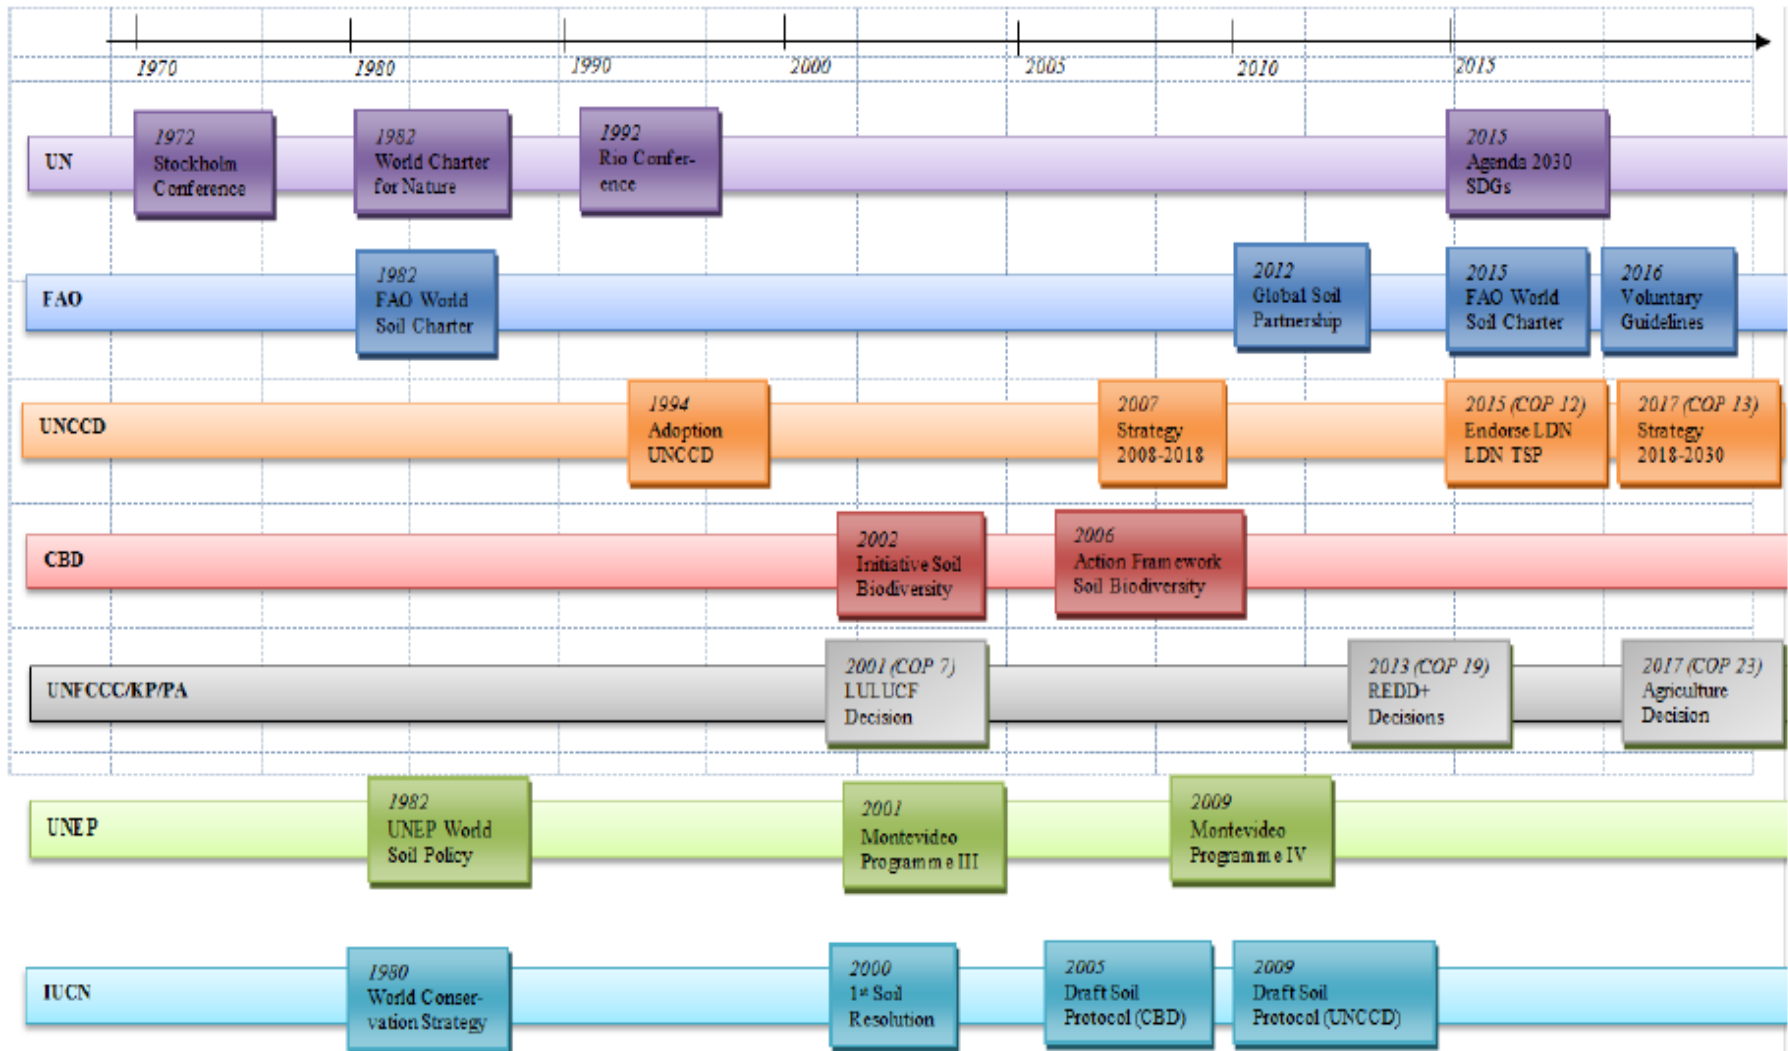 1970 1980 1990 2000 2005 2010 2015
UN
1972
Stockholm
Conference
1982
World Charter
for Nature
1992
Rio Confer-
ence
2015
Agenda 2030
SDGs
FAO
1982
FAO World
Soil Charter
2012
Global Soil
Partnership
2015
FAO World
Soil Charter
2016
Voluntary
Guidelines
UNCCD
1994
Adoption
UNCCD
2007
Strategy
2008-2018
2015 (COP 12)
Endorse LDN
LDN TSP
2017 (COP 13)
Strategy
2018-2030
CBD
2002
Initiative Soil
Biodiversity
2006
Action Framework
Soil Biodiversity
UNFCCC/KP/PA
2001 (COP 7)
LULUCF
Decision
2013 (COP 19)
REDD+
Decisions
2017 (COP 23)
Agriculture
Decision
UNEP
1982
UNEP World
Soil Policy
2001
Montevideo
Programme III
2009
Montevideo
Programme IV
IUCN
1980
World Conser-
vation Strategy
2000
1st Soil
Resolution
2005
Draft Soil
Protocol (CBD)
2009
Draft Soil
Protocol (UNCCD)